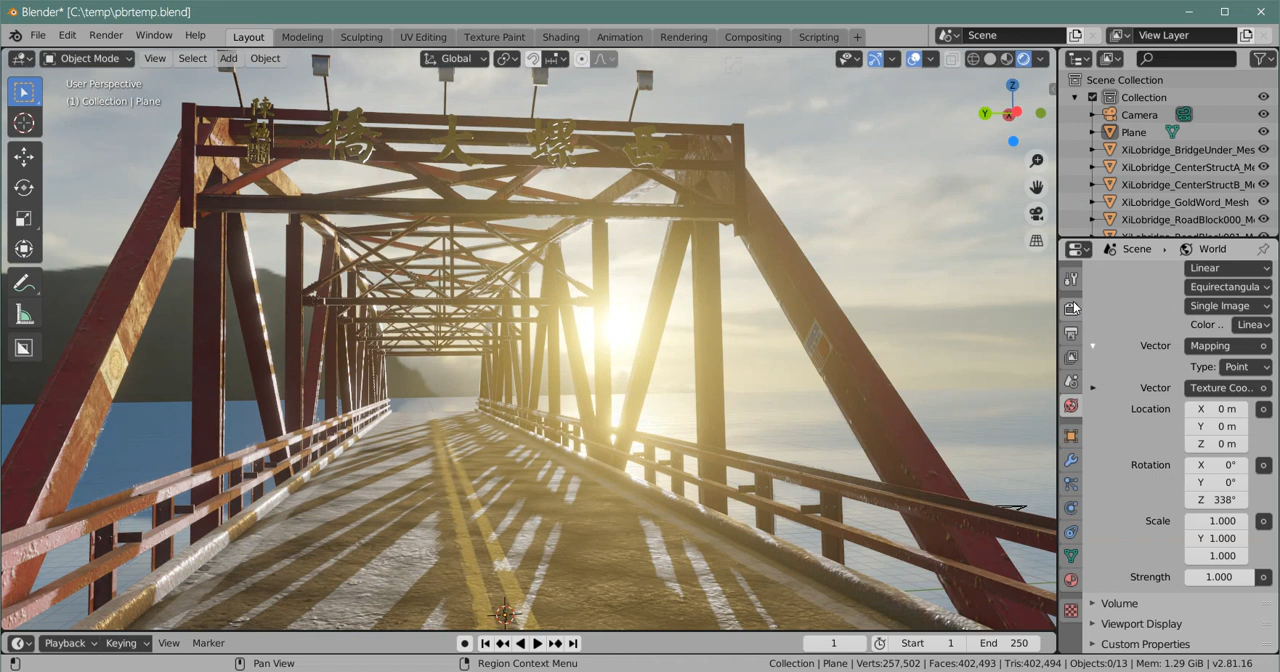 Blender* [C:\temp\pbrtemp.blend]
File Edit Render Window Help
Layout Modeling Sculpting UV Editing Texture Paint Shading Animation Rendering Compositing Scripting +
Scene
View Layer
Object Mode View Select Add Object
Global
User Perspective
(1) Collection | Plane
Z
Y
西螺大橋
Scene Collection
Collection
Camera
Plane
XiLobridge_BridgeUnder_Mes
XiLobridge_CenterStructA_Me
XiLobridge_CenterStructB_M
XiLobridge_GoldWord_Mesh
XiLobridge_RoadBlock000_M
Scene › World
Linear
Equirectangula
Single Image
Color .. Linea
Vector Mapping
Type: Point
Vector Texture Coo..
Location X 0 m
Y 0 m
Z 0 m
Rotation X 0°
Y 0°
Z 338°
Scale 1.000
Y 1.000
1.000
Strength 1.000
Volume
Viewport Display
Custom Properties
Playback Keying View Marker
1
Start 1
End 250
Pan View
Region Context Menu
Collection | Plane | Verts:257,502 | Faces:402,493 | Tris:402,494 | Objects:0/13 | Mem: 1.29 GiB | v2.81.16